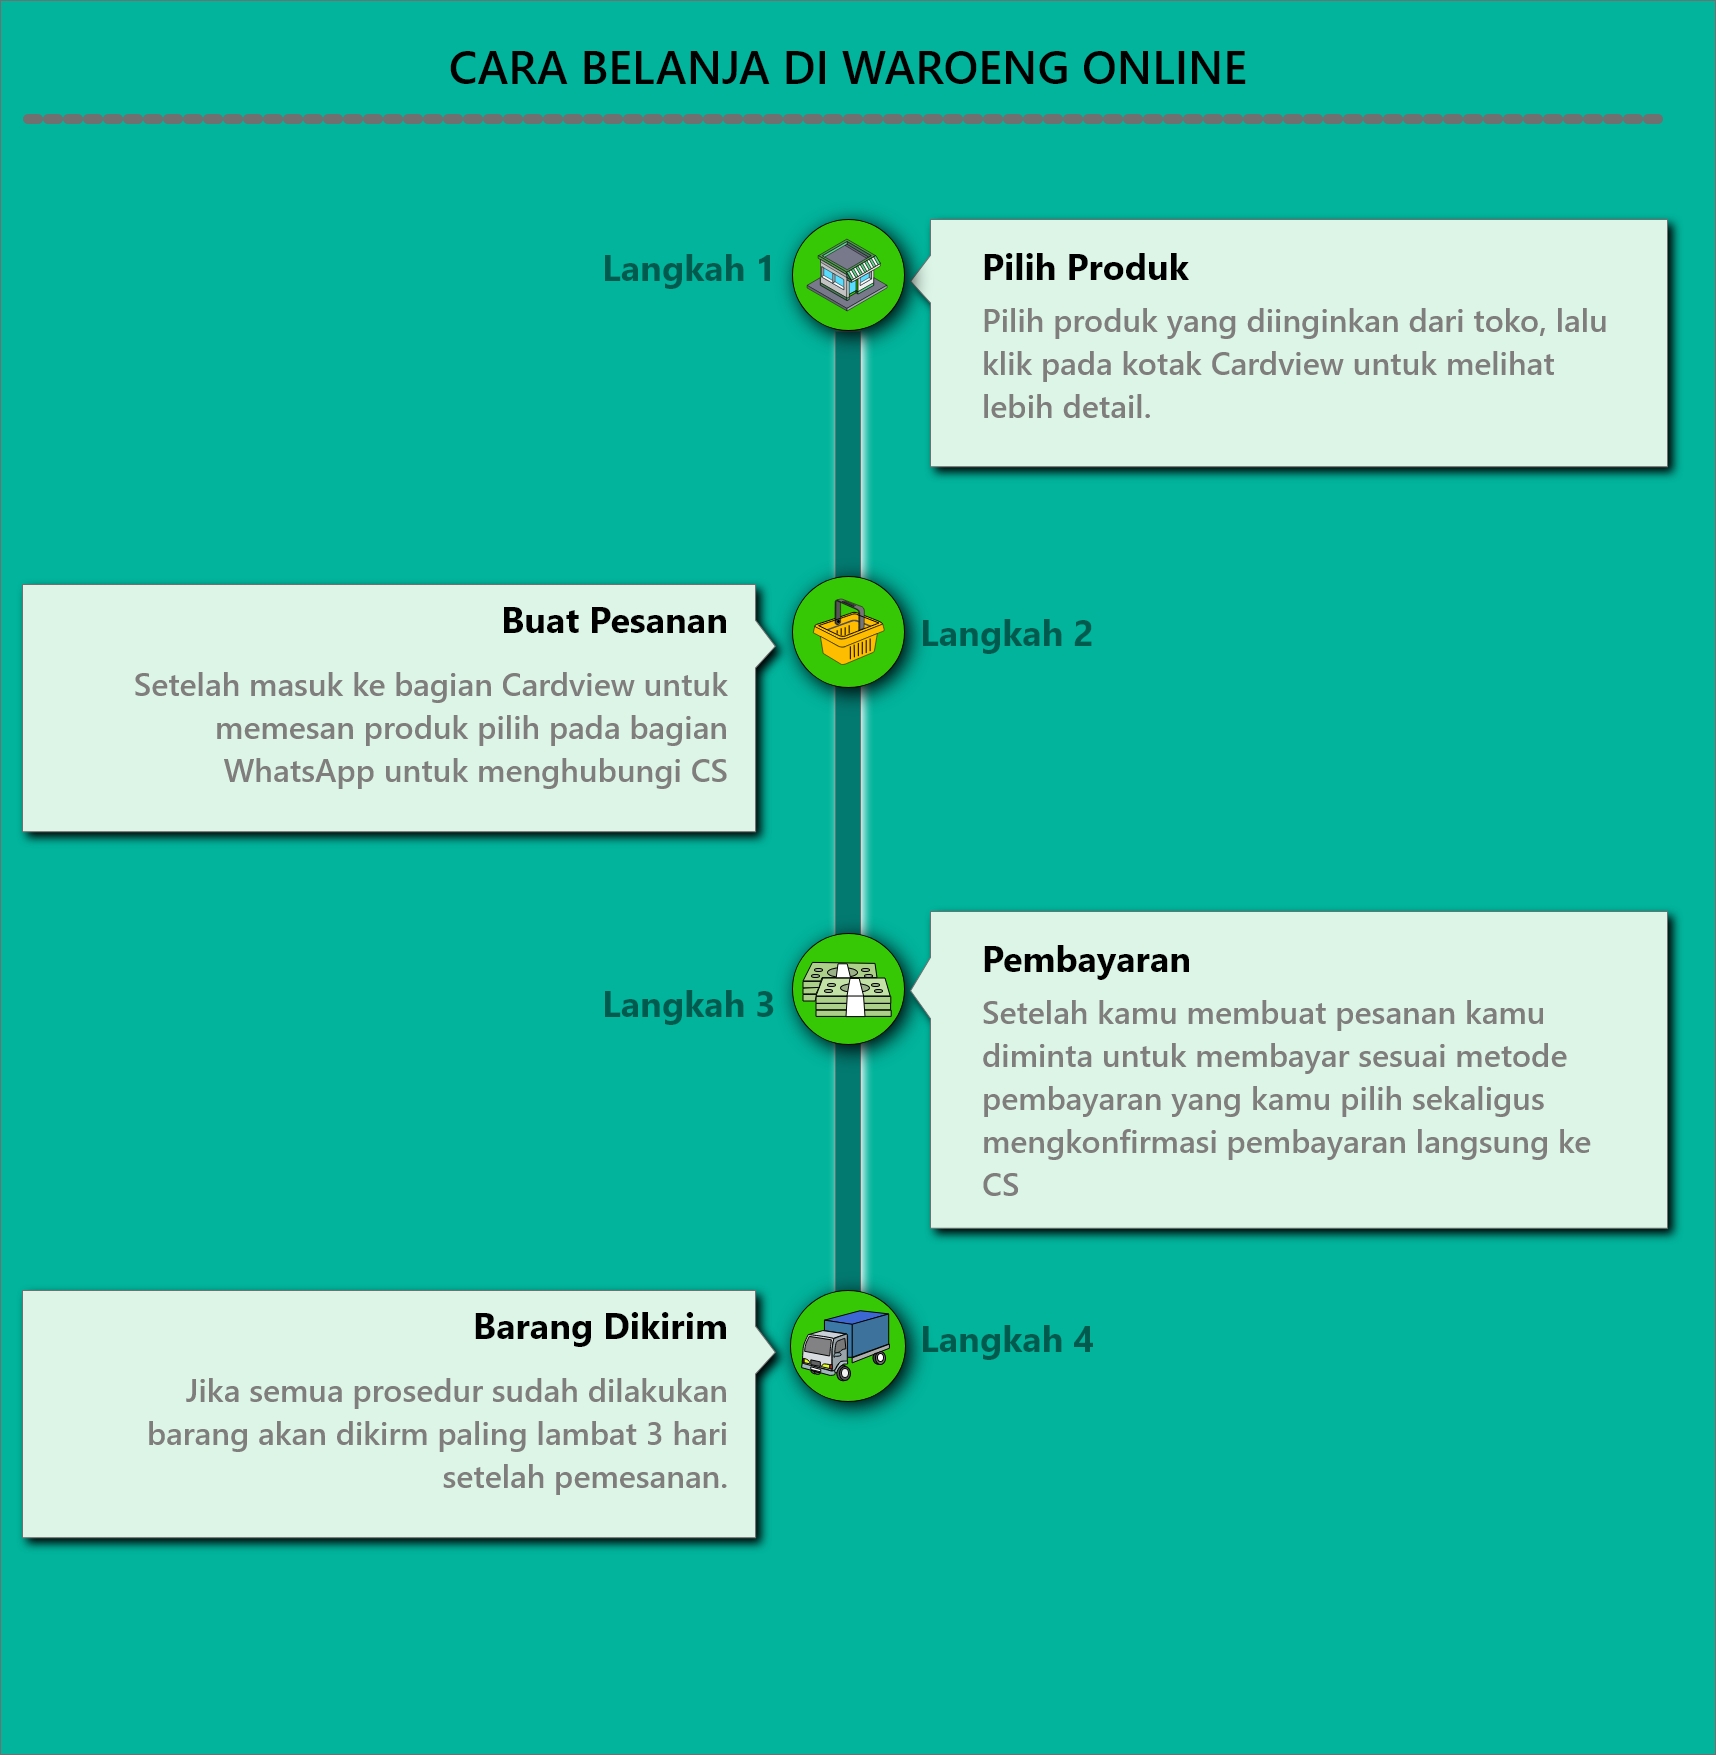 CARA BELANJA DI WAROENG ONLINE
Langkah 1
Pilih Produk
Pilih produk yang diinginkan dari toko, lalu
klik pada kotak Cardview untuk melihat
lebih detail.
Buat Pesanan
Langkah 2
Setelah masuk ke bagian Cardview untuk
memesan produk pilih pada bagian
WhatsApp untuk menghubungi CS
Langkah 3
Pembayaran
Setelah kamu membuat pesanan kamu
diminta untuk membayar sesuai metode
pembayaran yang kamu pilih sekaligus
mengkonfirmasi pembayaran langsung ke
CS
Barang Dikirim
Langkah 4
Jika semua prosedur sudah dilakukan
barang akan dikirm paling lambat 3 hari
setelah pemesanan.